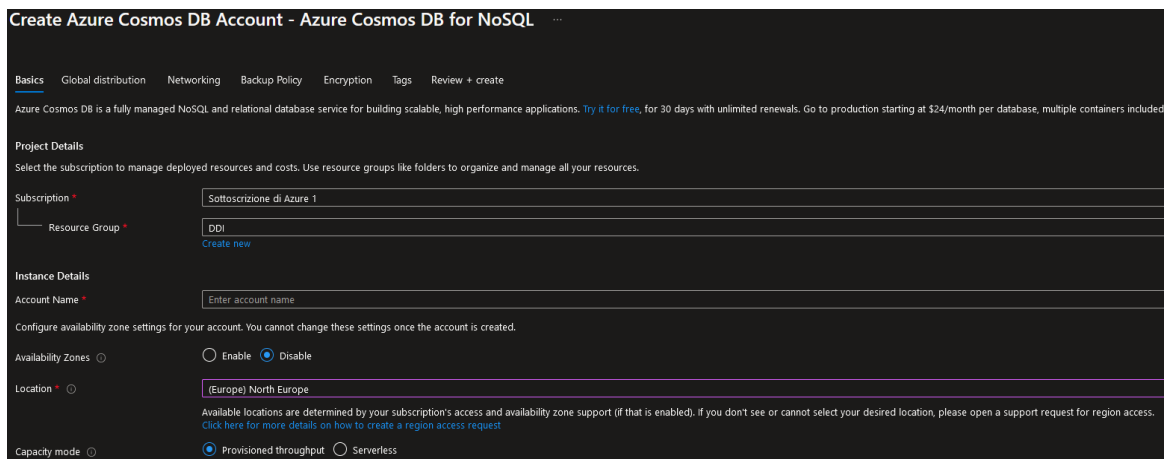 Create Azure Cosmos DB Account - Azure Cosmos DB for NoSQL ...
Basics Global distribution Networking Backup Policy Encryption Tags Review + create
Azure Cosmos DB is a fully managed NoSQL and relational database service for building scalable, high performance applications. Try it for free, for 30 days with unlimited renewals. Go to production starting at $24/month per database, multiple containers included
Project Details
Select the subscription to manage deployed resources and costs. Use resource groups like folders to organize and manage all your resources.
Subscription * Sottoscrizione di Azure 1
Resource Group * DDI
Create new
Instance Details
Account Name * Enter account name
Configure availability zone settings for your account. You cannot change these settings once the account is created.
Availability Zones Enable Disable
Location * (Europe) North Europe
Available locations are determined by your subscription's access and availability zone support (if that is enabled). If you don't see or cannot select your desired location, please open a support request for region access.
Click here for more details on how to create a region access request
Capacity mode Provisioned throughput Serverless